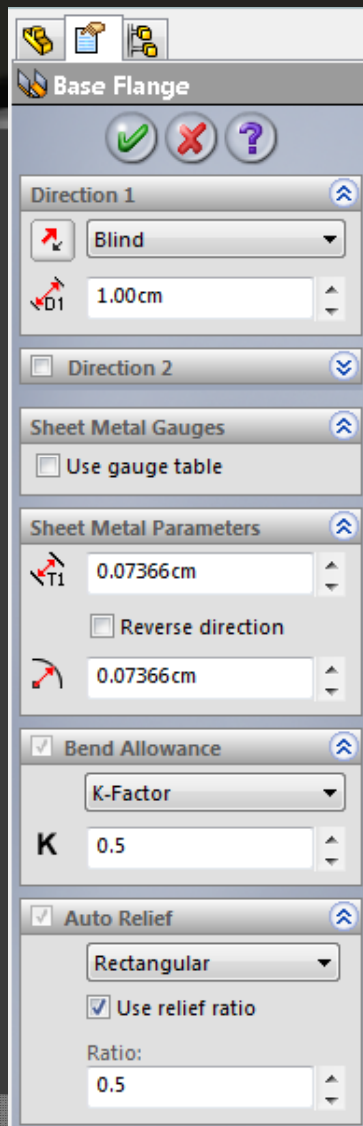 Base Flange
?
Direction 1
Blind
D1 1.00cm
Direction 2
Sheet Metal Gauges
Use gauge table
Sheet Metal Parameters
T1 0.07366cm
Reverse direction
0.07366cm
Bend Allowance
K-Factor
K 0.5
Auto Relief
Rectangular
Use relief ratio
Ratio:
0.5